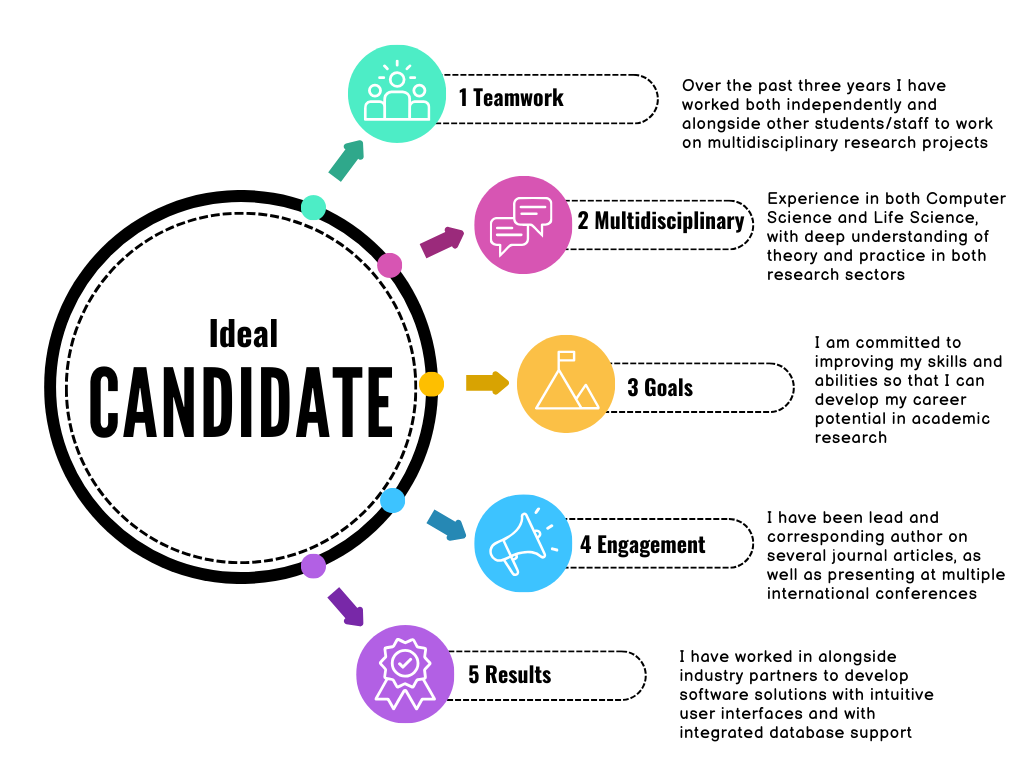 Ideal
CANDIDATE
1 Teamwork
Over the past three years I have
worked both independently and
alongside other students/staff to work
on multidisciplinary research projects
2 Multidisciplinary
Experience in both Computer
Science and Life Science,
with deep understanding of
theory and practice in both
research sectors
3 Goals
I am committed to
improving my skills and
abilities so that I can
develop my career
potential in academic
research
4 Engagement
I have been lead and
corresponding author on
several journal articles, as
well as presenting at multiple
international conferences
5 Results
I have worked in alongside
industry partners to develop
software solutions with intuitive
user interfaces and with
integrated database support